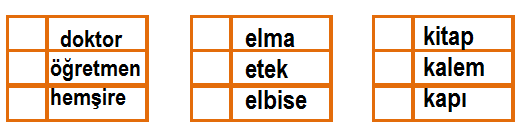 doktor
öğretmen
hemşire
elma
etek
elbise
kitap
kalem
kapı